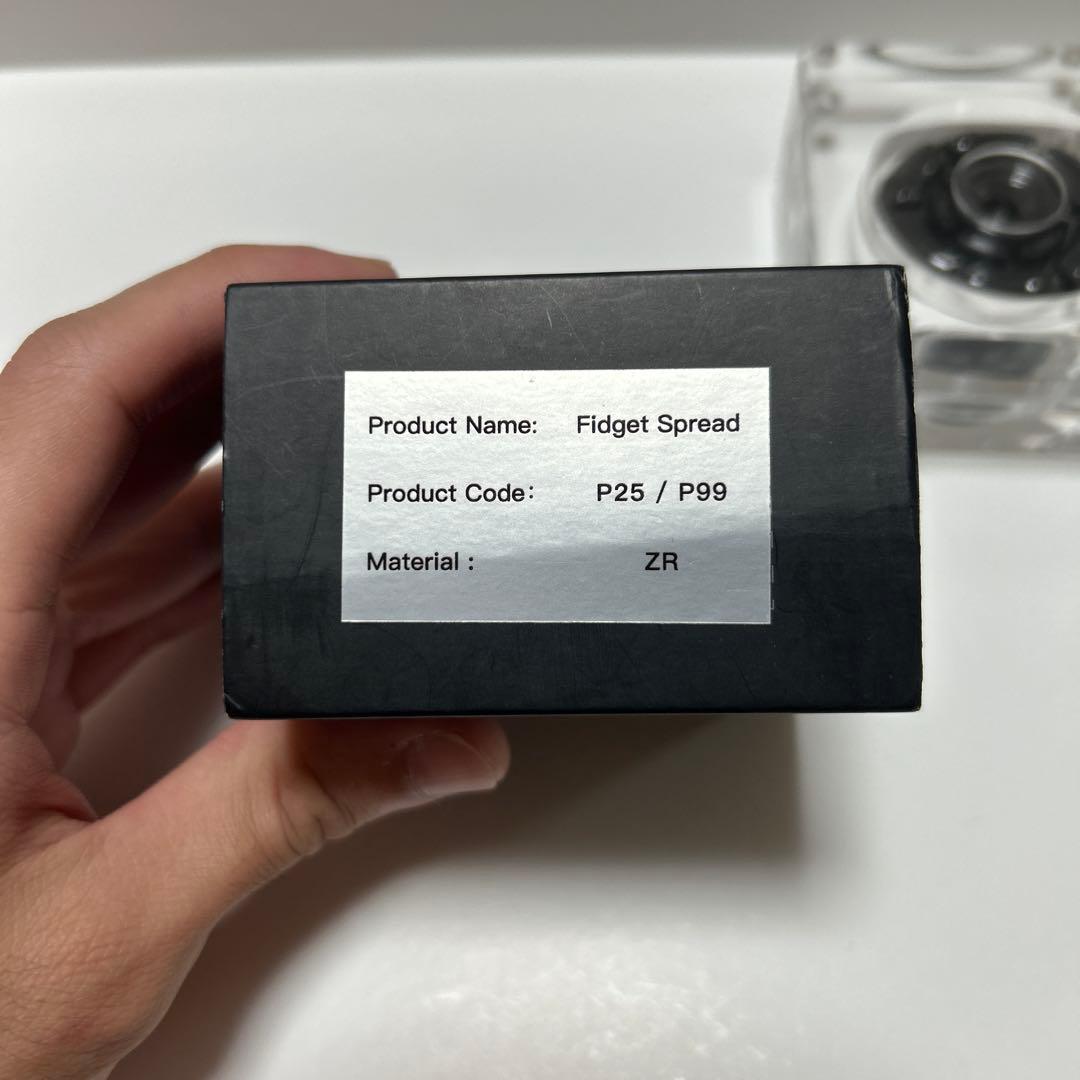 Product Name: Fidget Spread
Product Code: P25 / P99
Material : ZR